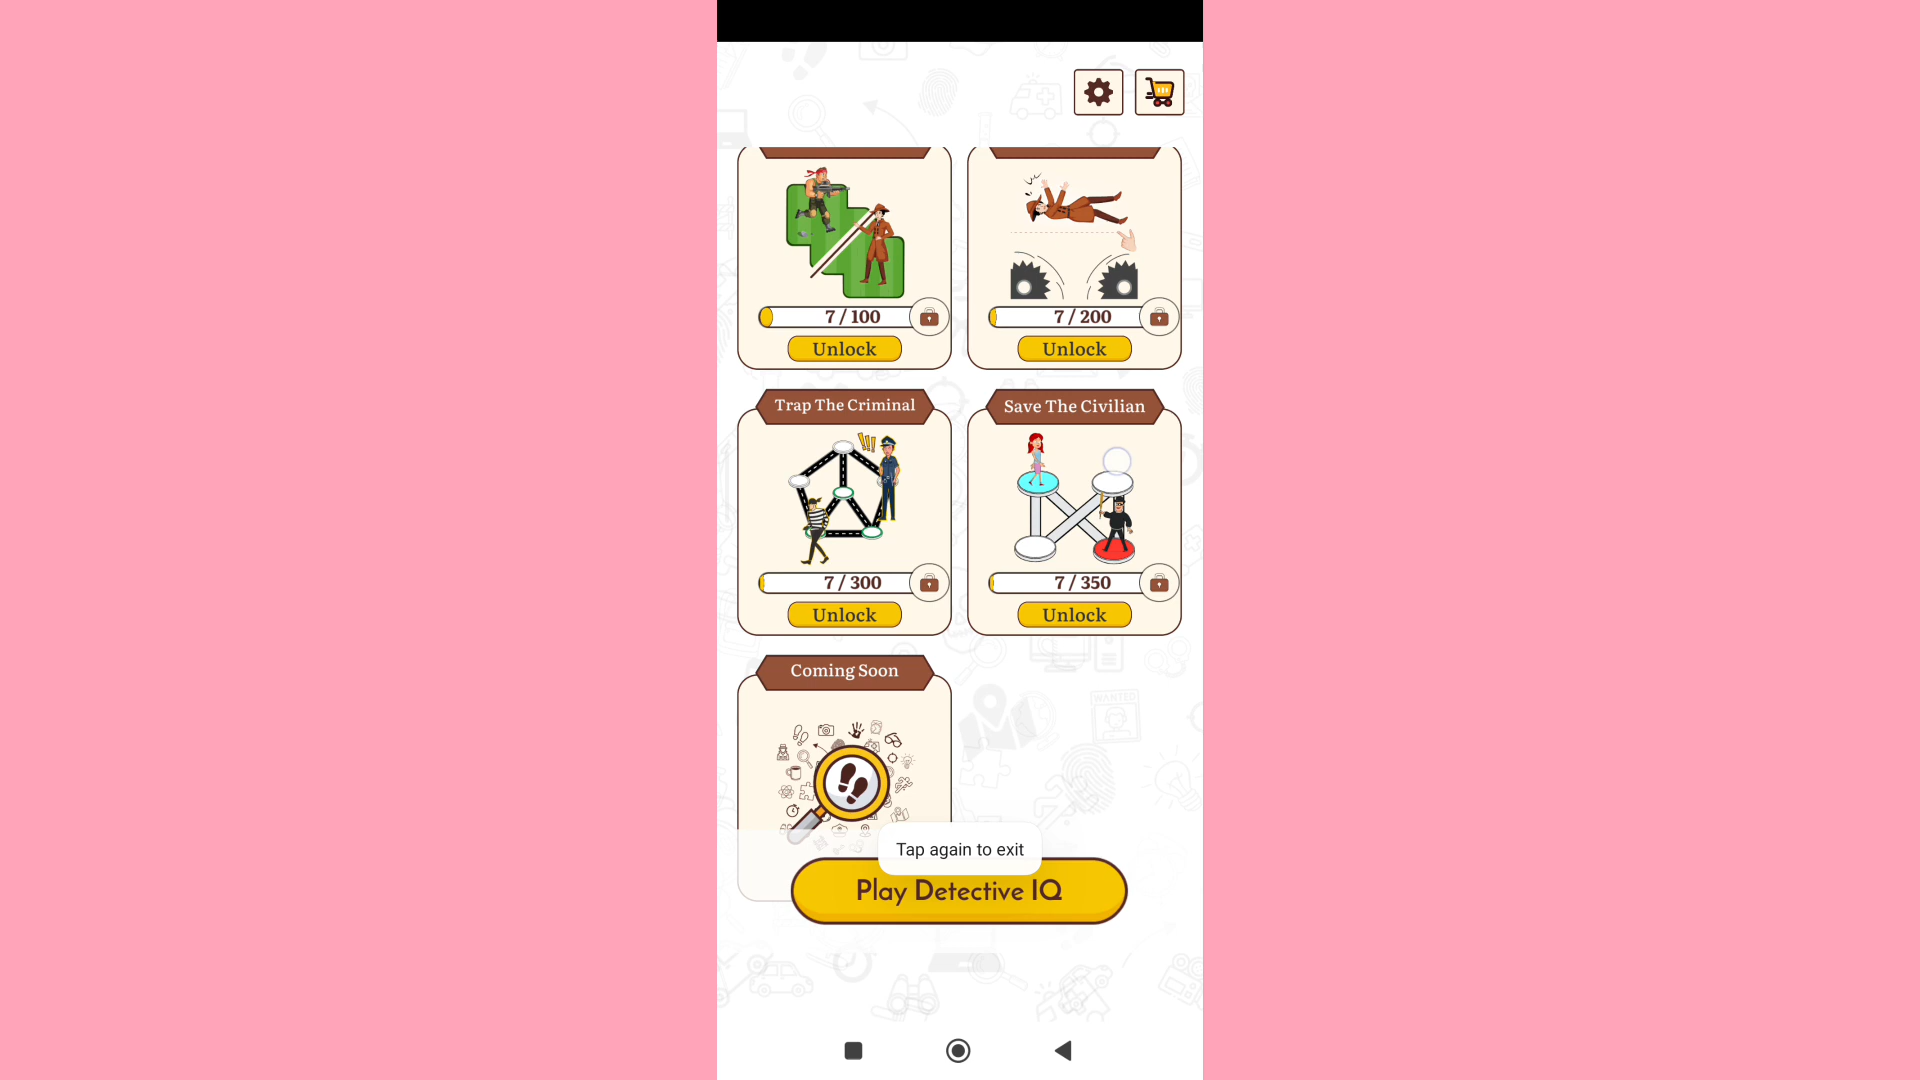 7 / 100
7 / 200
Unlock
Unlock
Trap The Criminal
Save The Civilian
7 / 300
7 / 350
Unlock
Unlock
Coming Soon
WANTED
Tap again to exit
Play Detective IQ